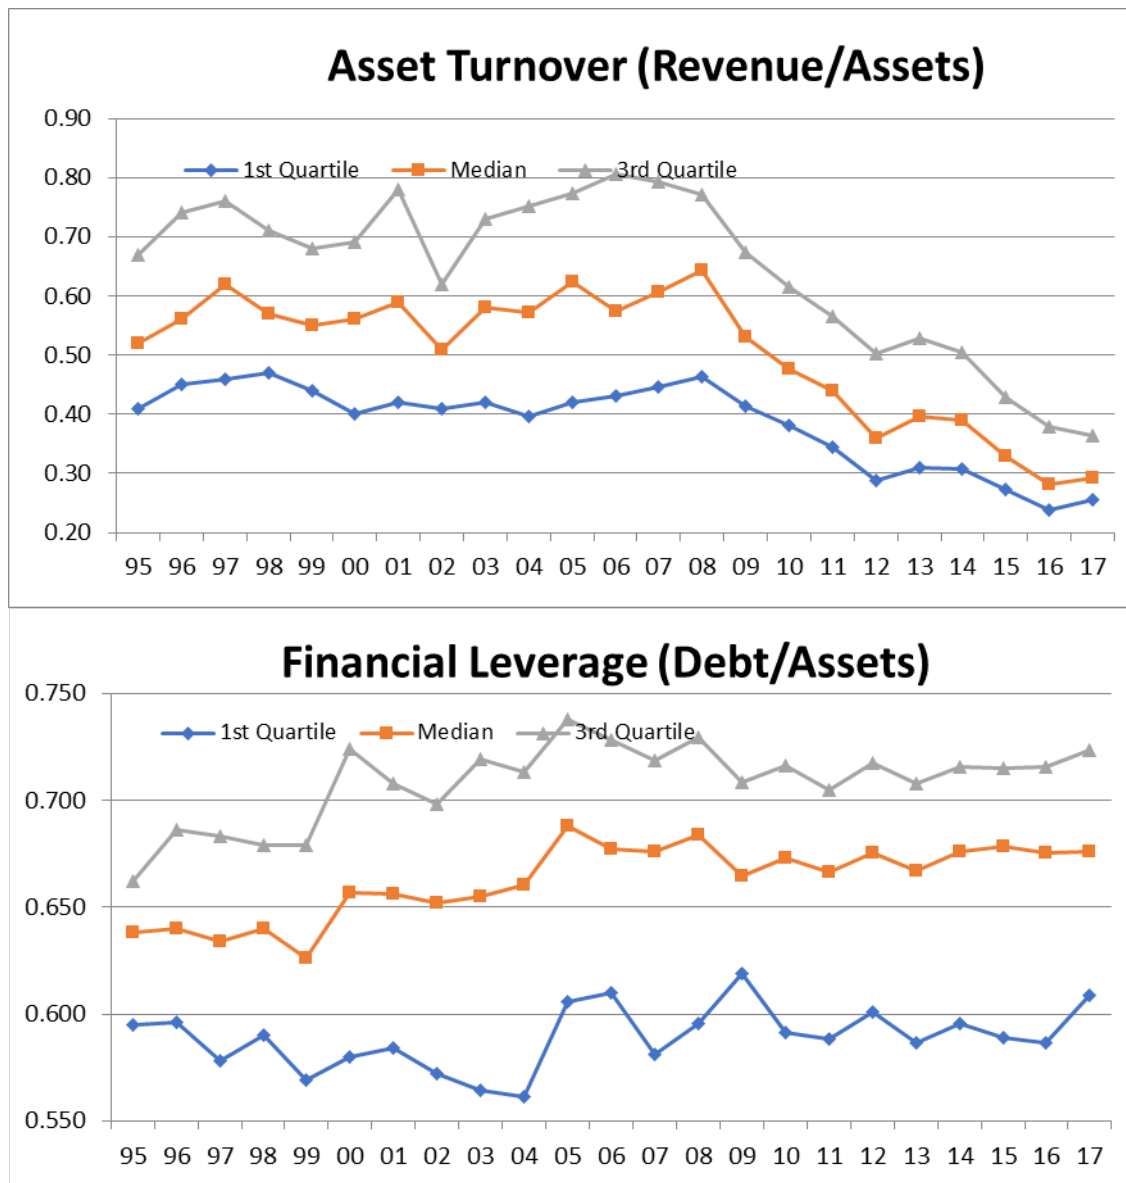 Asset Turnover (Revenue/Assets)
0.90
1st Quartile Median 3rd Quartile
0.80
0.70
0.60
0.50
0.40
0.30
0.20
95 96 97 98 99 00 01 02 03 04 05 06 07 08 09 10 11 12 13 14 15 16 17
Financial Leverage (Debt/Assets)
0.750
1st Quartile Median 3rd Quartile
0.700
0.650
0.600
0.550
95 96 97 98 99 00 01 02 03 04 05 06 07 08 09 10 11 12 13 14 15 16 17